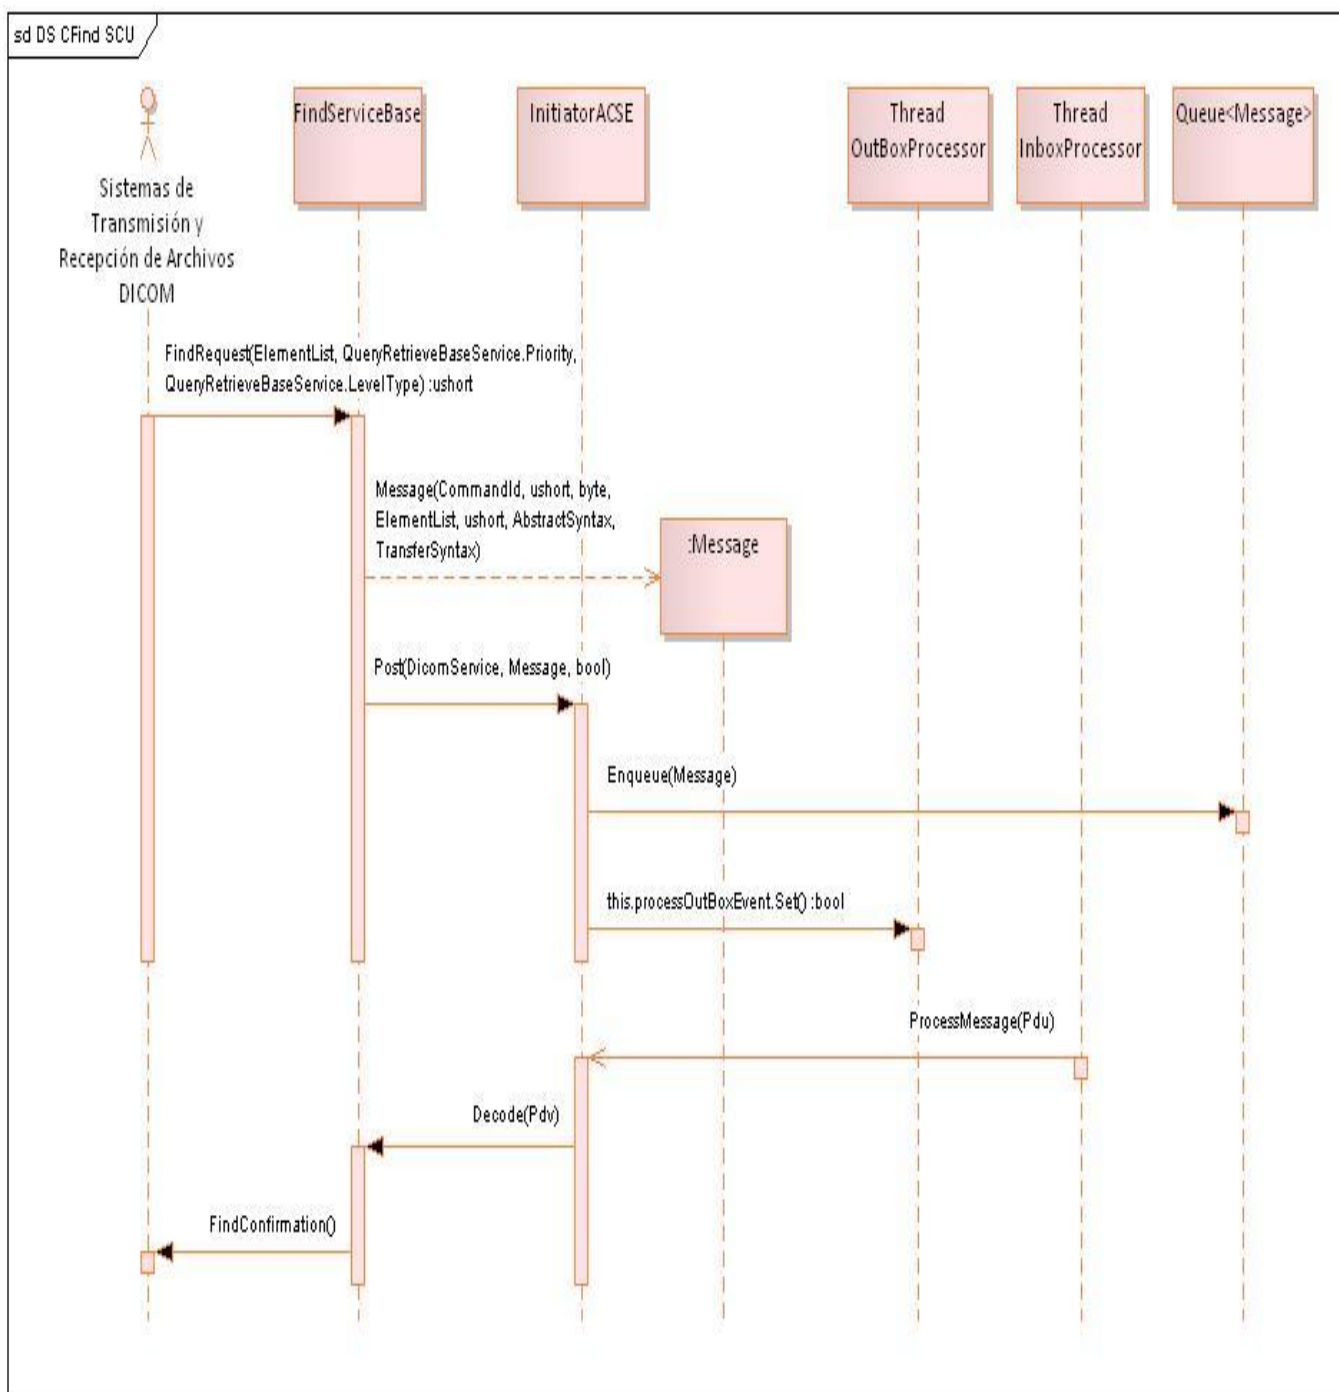 sd DS CFind SCU
FindServiceBase
InitiatorACSE
Thread
OutBoxProcessor
Thread
InboxProcessor
Queue<Message>
Sistemas de
Transmisión y
Recepción de Archivos
DICOM
FindRequest(ElementList, QueryRetrieveBaseService.Priority,
QueryRetrieveBaseService.LevelType) :ushort
Message(CommandId, ushort, byte,
ElementList, ushort, AbstractSyntax,
TransferSyntax)
:Message
Post(DicomService, Message, bool)
Enqueue(Message)
this.processOutBoxEvent.Set() :bool
ProcessMessage(Pdu)
Decode(Pdv)
FindConfirmation()